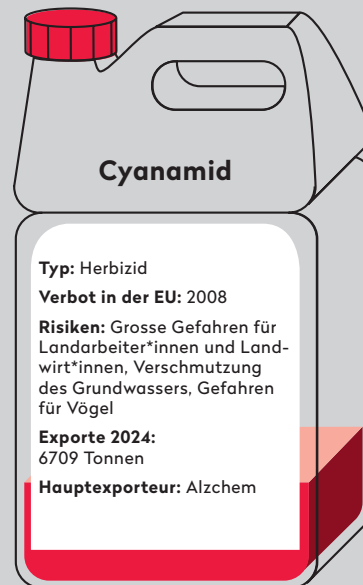 Cyanamid
Typ: Herbizid
Verbot in der EU: 2008
Risiken: Grosse Gefahren für
Landarbeiter*innen und Land-
wirt*innen, Verschmutzung
des Grundwassers, Gefahren
für Vögel
Exporte 2024:
6709 Tonnen
Hauptexporteur: Alzchem